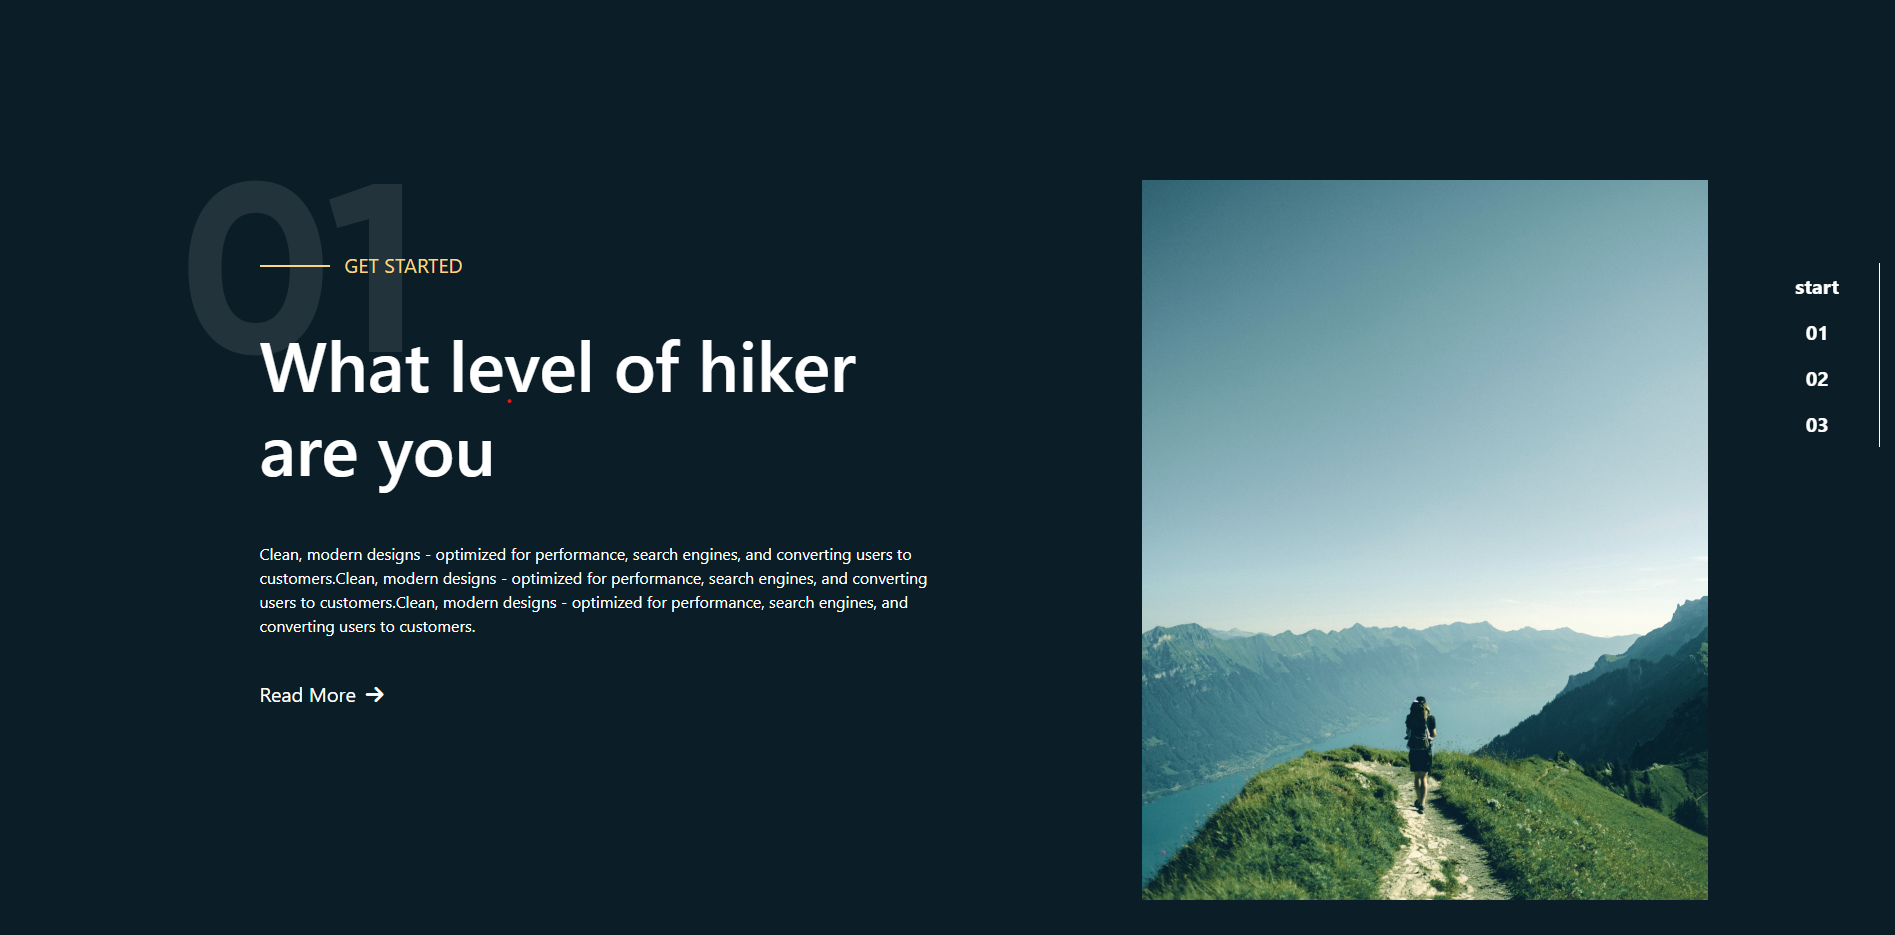 01
GET STARTED
What level of hiker
are you
Clean, modern designs - optimized for performance, search engines, and converting users to
customers.Clean, modern designs - optimized for performance, search engines, and converting
users to customers.Clean, modern designs - optimized for performance, search engines, and
converting users to customers.
Read More
start
01
02
03